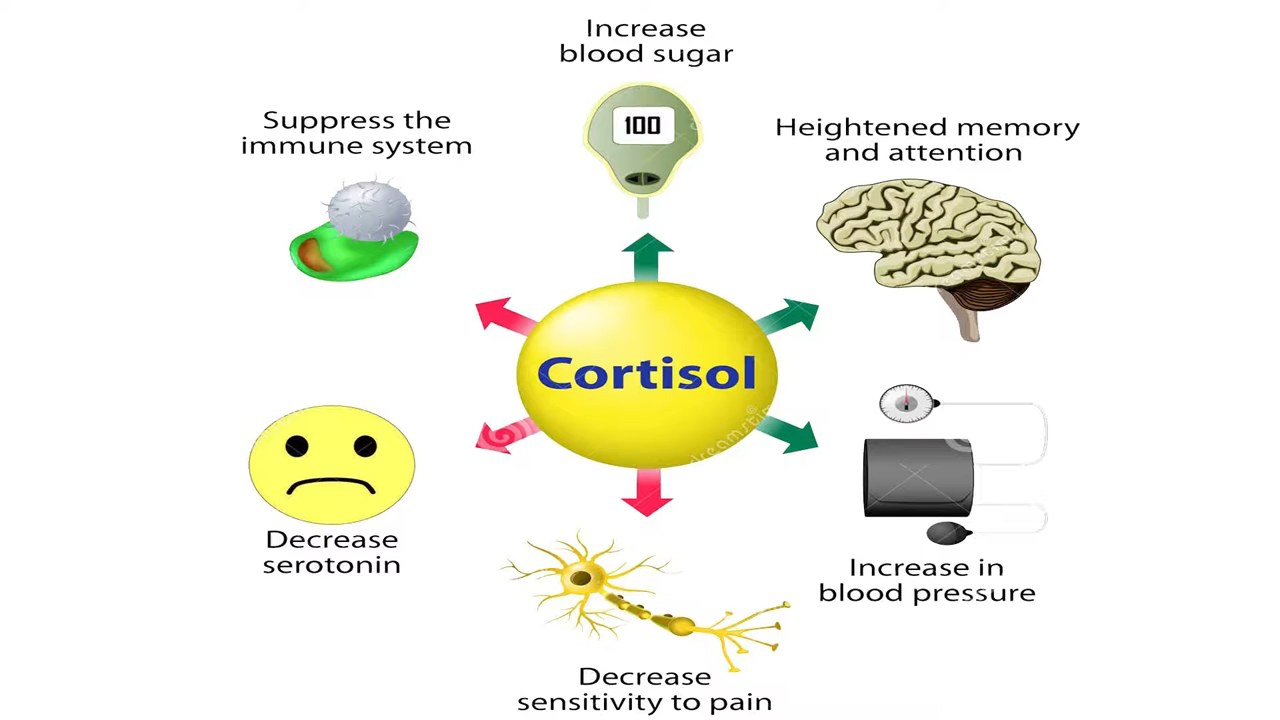 Increase
blood sugar
Suppress the
immune system
100
Heightened memory
and attention
Cortisol
dreamstime
Decrease
serotonin
Increase in
blood pressure
Decrease
sensitivity to pain